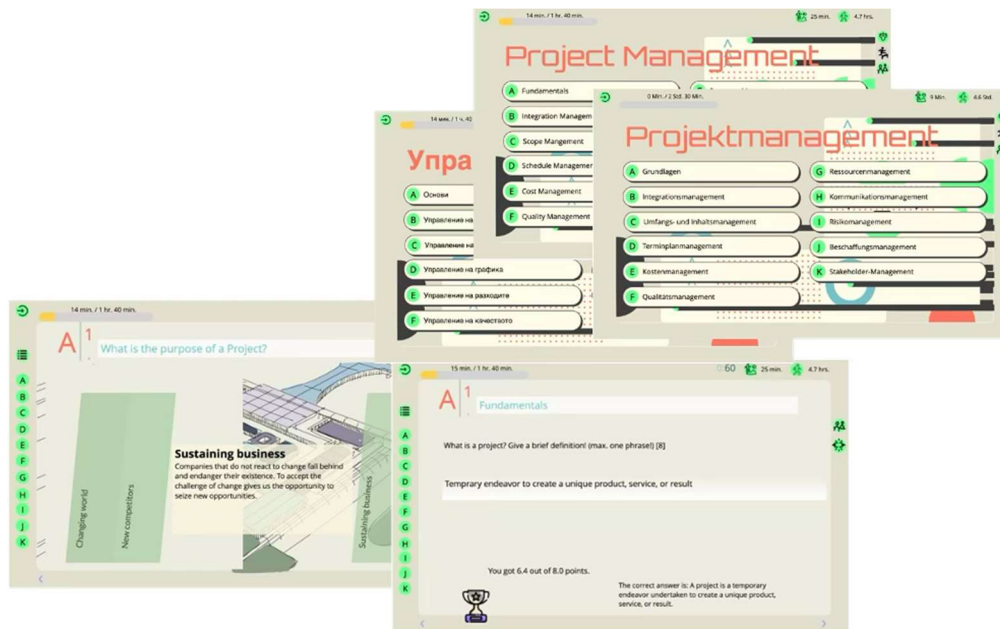 14 min. / 1 hr. 40 min.
25 min.
4.7 hrs.
Project Management
A Fundamentals
B Integration Managem
C Scope Mangement
D Schedule Managemer
E Cost Management
F Quality Management
0 Min. / 2 Std. 30 Min.
9 Min.
4.6 Std.
Projektmanagement
A Grundlagen
B Integrationsmanagement
C Umfangs- und Inhaltsmanagement
D Terminplanmanagement
E Kostenmanagement
F Qualitätsmanagement
G Ressourcenmanagement
H Kommunikationsmanagement
I Risikomanagement
J Beschaffungsmanagement
K Stakeholder-Management
14 мин. / 1 ч. 40
Упра
A Основи
B Управление на
C Управление на
D Управление на графика
E Управление на разходите
F Управление на качеството
14 min. / 1 hr. 40 min.
A 1
What is the purpose of a Project?
A
B
C
D
E
F
G
H
I
J
K
Changing world
New competitors
Sustaining business
Companies that do not react to change fall behind
and endanger their existence. To accept the
challenge of change gives us the opportunity to
seize new opportunities.
Sustaining business
15 min. / 1 hr. 40 min.
0:60
25 min.
4.7 hrs.
A 1
Fundamentals
A
B
C
D
E
F
G
H
I
J
K
What is a project? Give a brief definition! (max. one phrase!) [8]
Temprary endeavor to create a unique product, service, or result
You got 6.4 out of 8.0 points.
The correct answer is: A project is a temporary
endeavor undertaken to create a unique product,
service, or result.